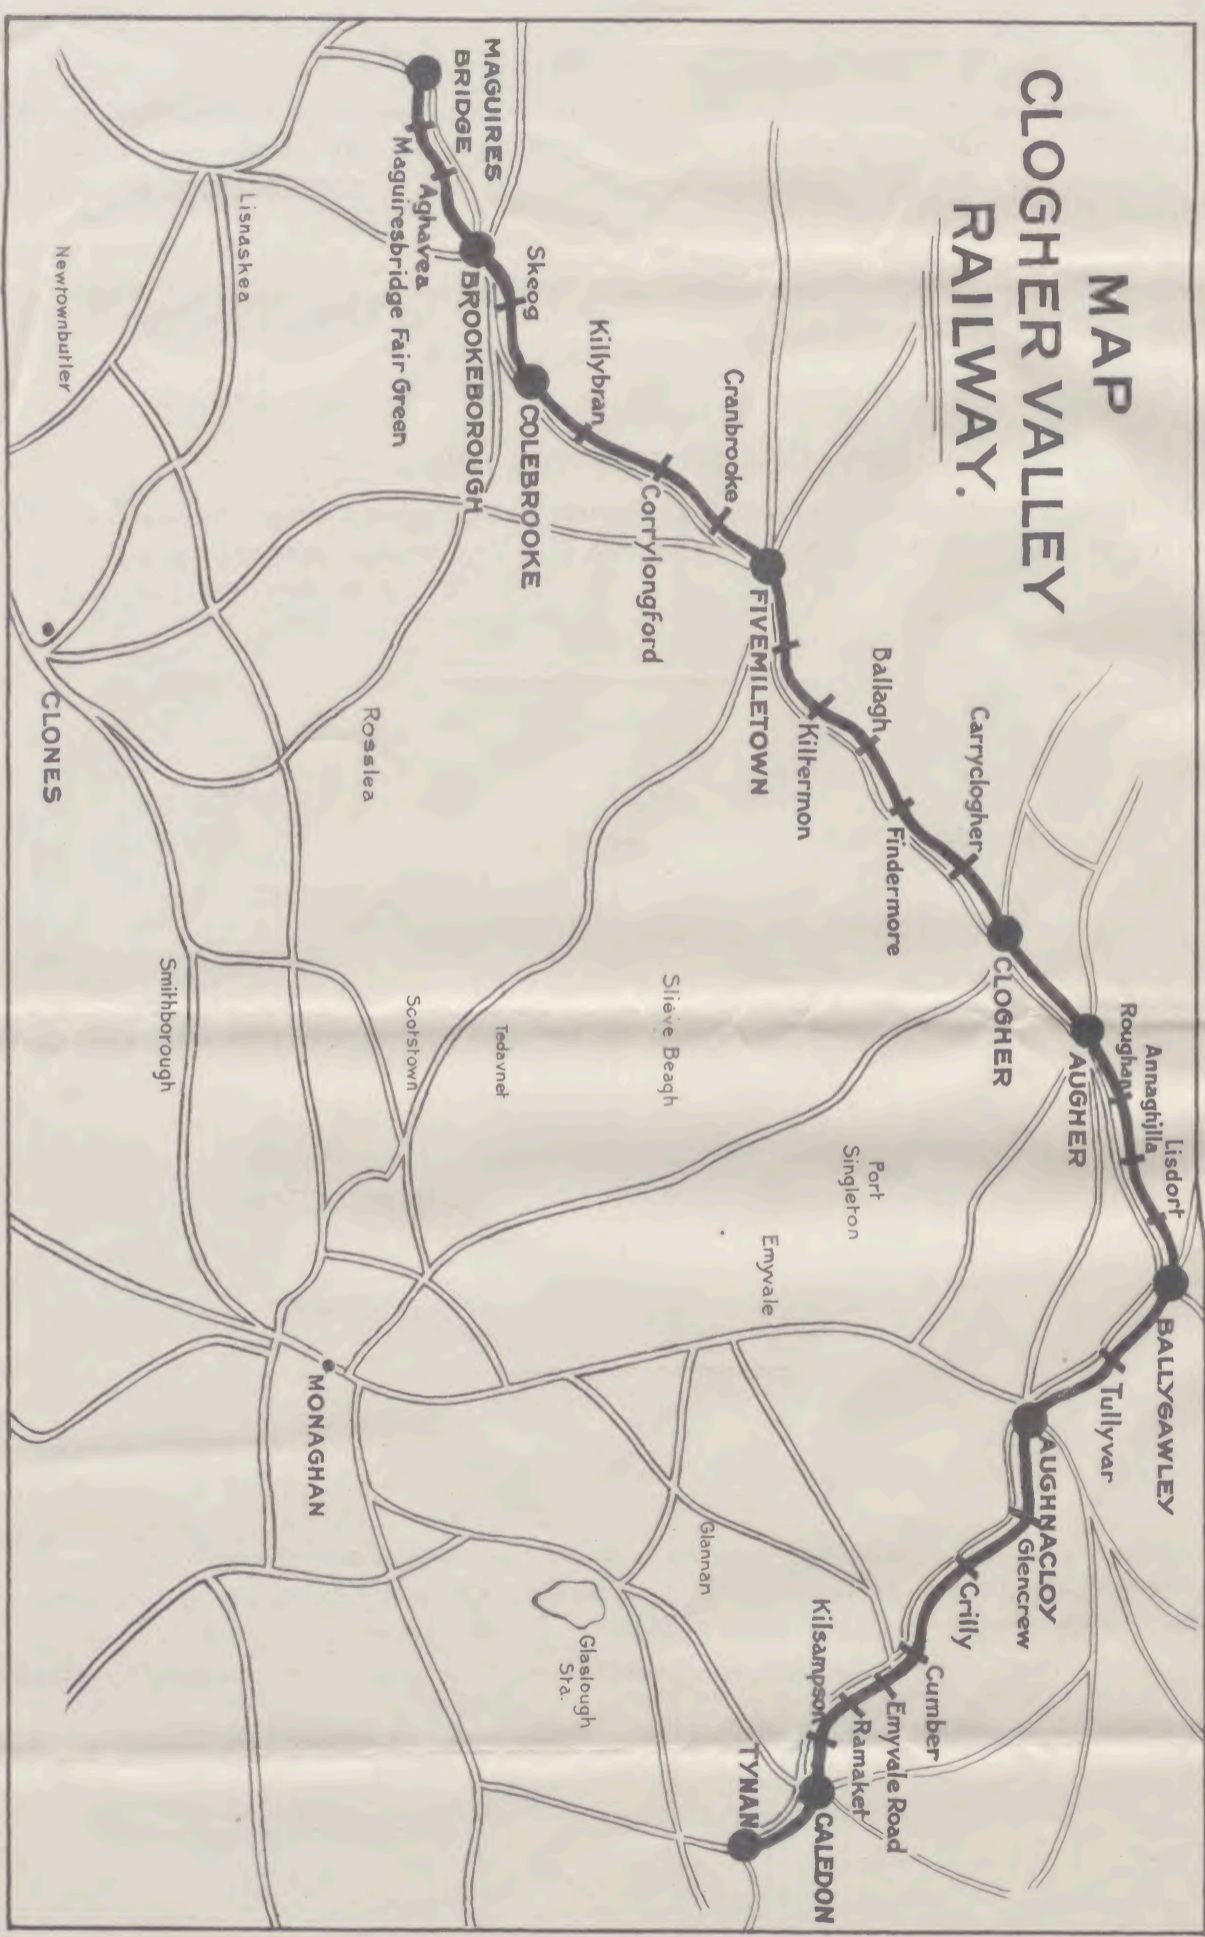 MAP
CLOGHER VALLEY
RAILWAY.
MAGUIRES
BRIDGE
Maguiresbridge Fair Green
Aghavea
BROOKEBOROUGH
Skeog
COLEBROOKE
Killybran
Corrylongford
Cranbrooke
FIVEMILETOWN
Kiltermon
Ballagh
Findermore
Carryclogher
CLOGHER
AUGHER
Roughan
Annaghilla
Lisdort
BALLYGAWLEY
Tullyvar
AUGHNACLOY
Glencrew
Crilly
Cumber
Emyvale Road
Ramaket
Kilsampson
CALEDON
TYNAN
Lisnaskea
Newtownbutler
CLONES
Rosslea
Smithborough
Scotstown
Tedavnet
Slieve Beagh
Port
Singleton
Emyvale
MONAGHAN
Glannan
Glaslough
Sta.